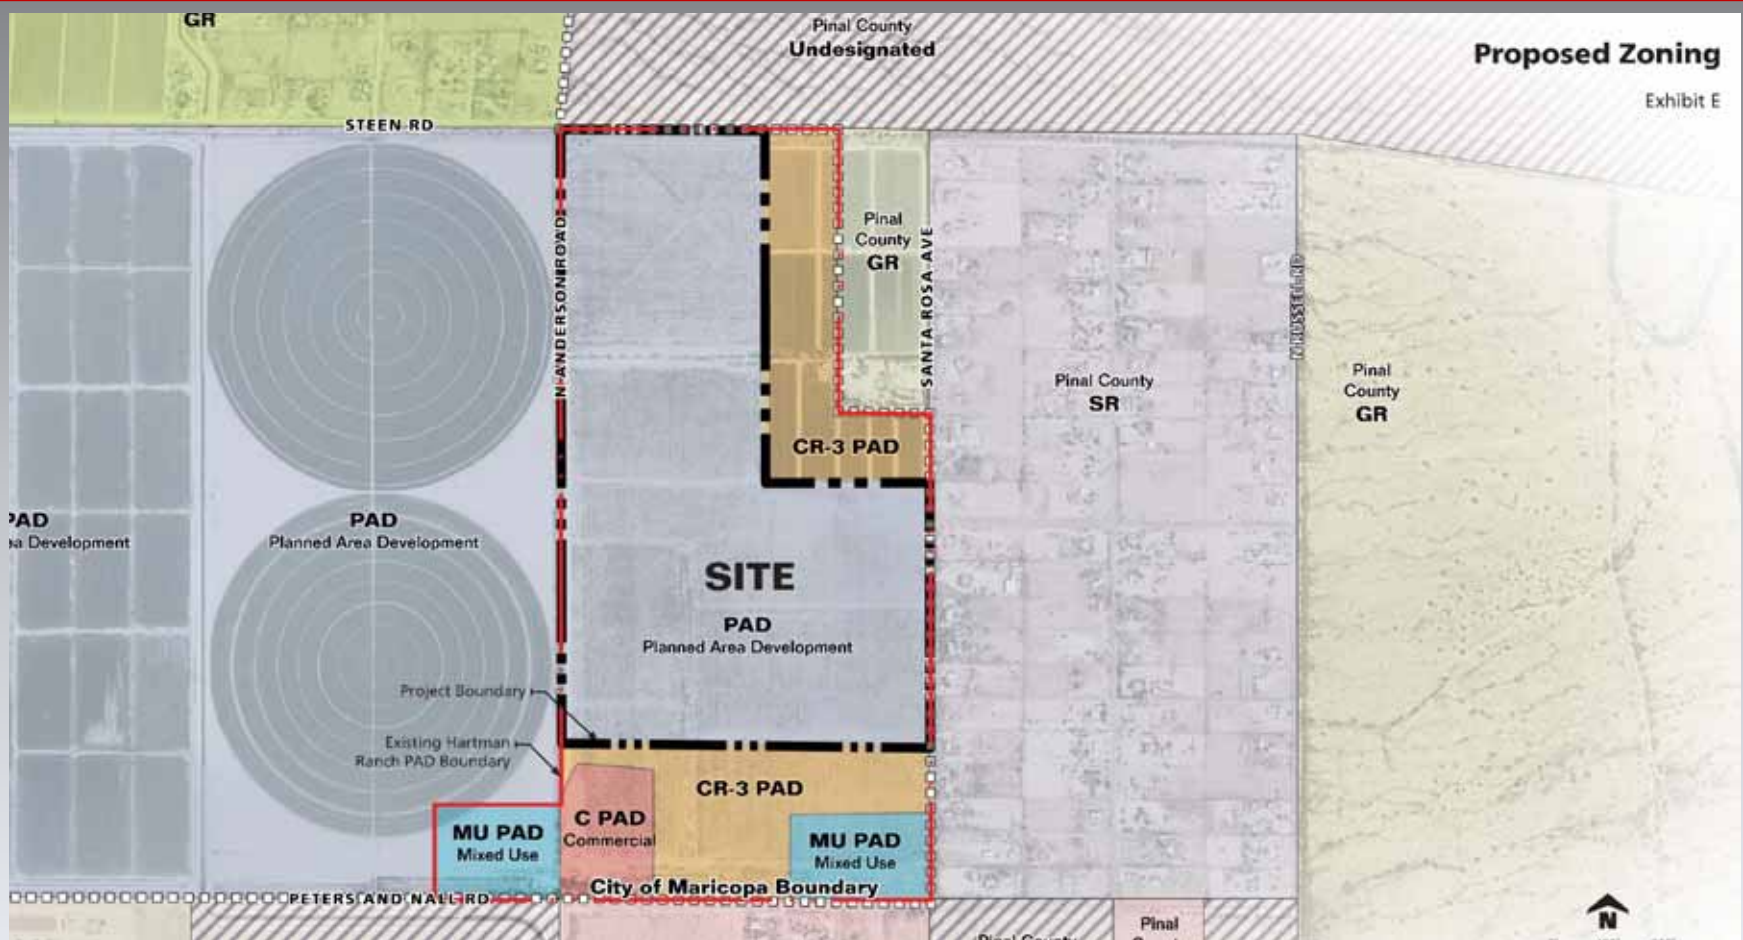 GR
Pinal County
Undesignated
Proposed Zoning
Exhibit E
STEEN RD
N ANDERSON ROAD
Pinal
County
GR
SANTA ROSA AVE
N RUSSELL RD
Pinal County
SR
Pinal
County
GR
CR-3 PAD
PAD
Development
PAD
Planned Area Development
SITE
PAD
Planned Area Development
Project Boundary
Existing Hartman
Ranch PAD Boundary
CR-3 PAD
C PAD
Commercial
MU PAD
Mixed Use
MU PAD
Mixed Use
City of Maricopa Boundary
PETERS AND NALL RD
N
Pinal
Pinal County